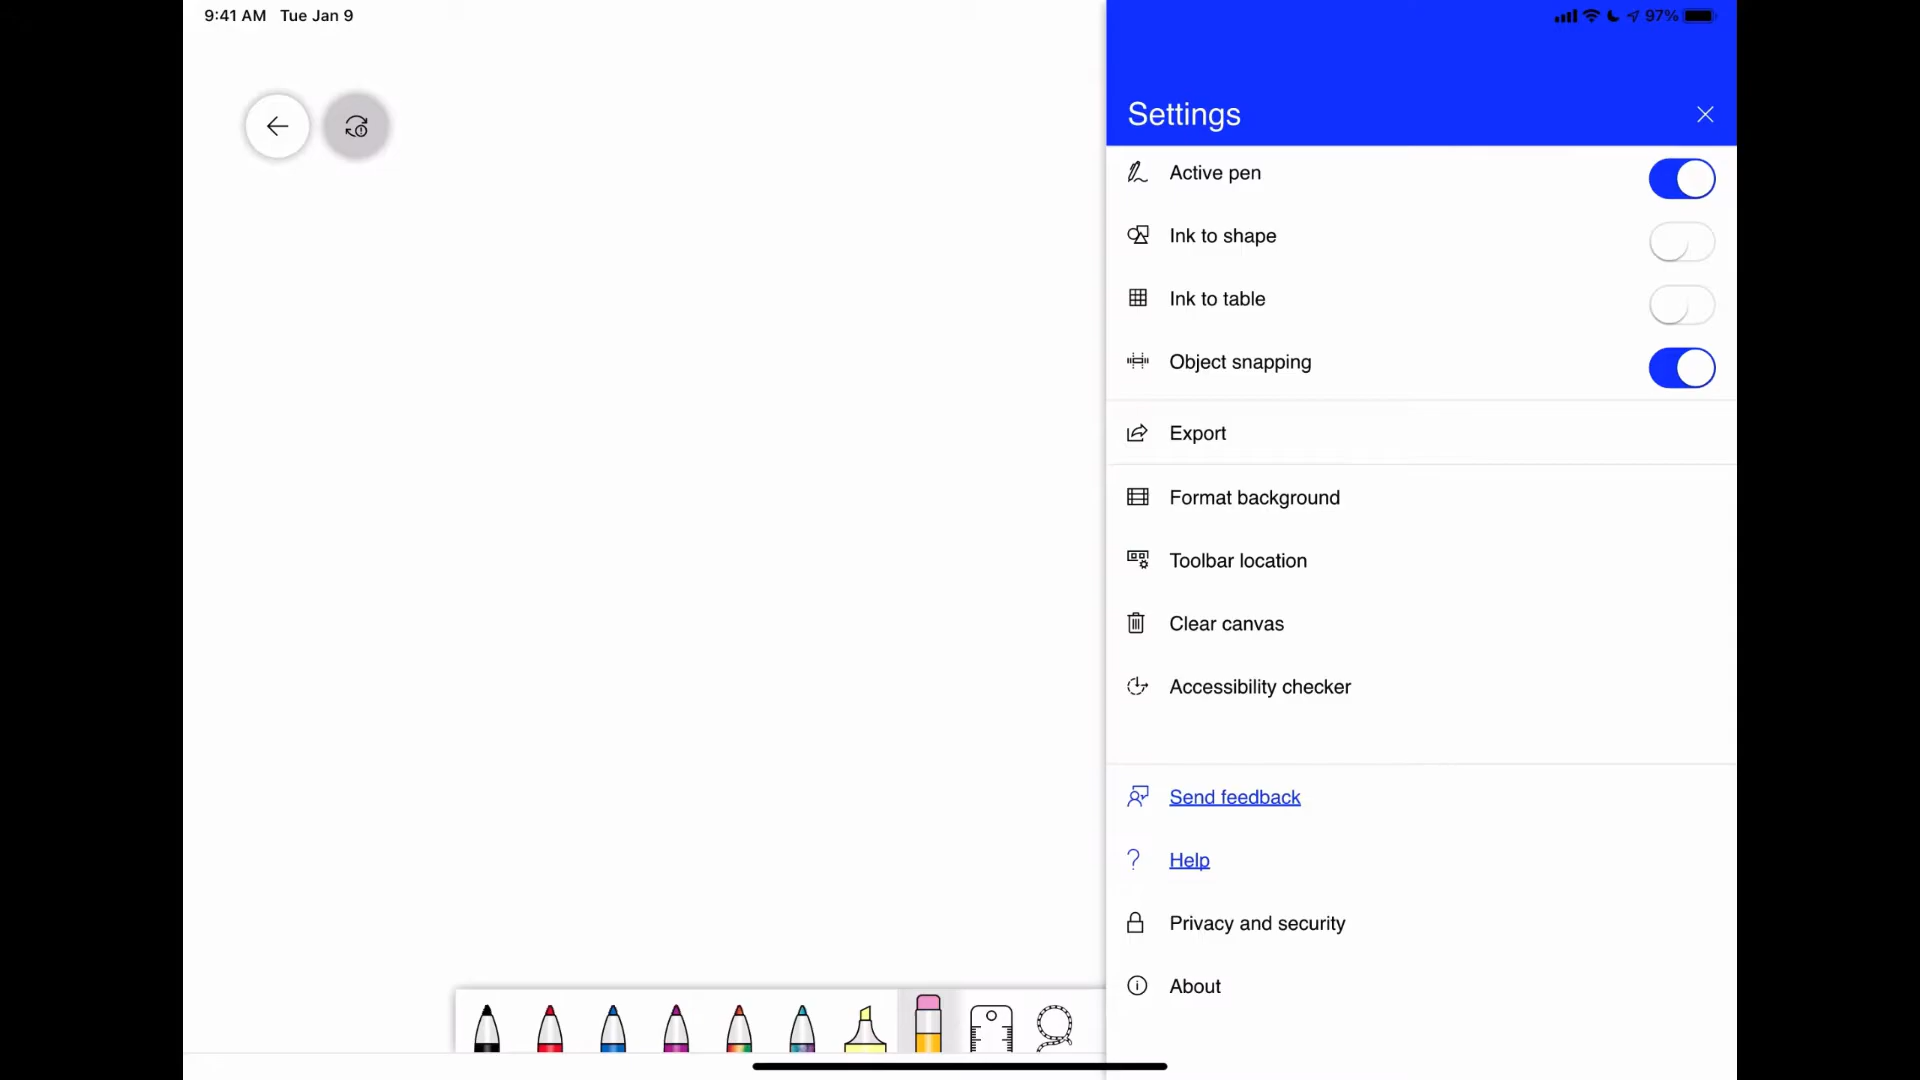 9:41 AM Tue Jan 9
97%
Settings
Active pen
Ink to shape
Ink to table
Object snapping
Export
Format background
Toolbar location
Clear canvas
Accessibility checker
Send feedback
Help
Privacy and security
About